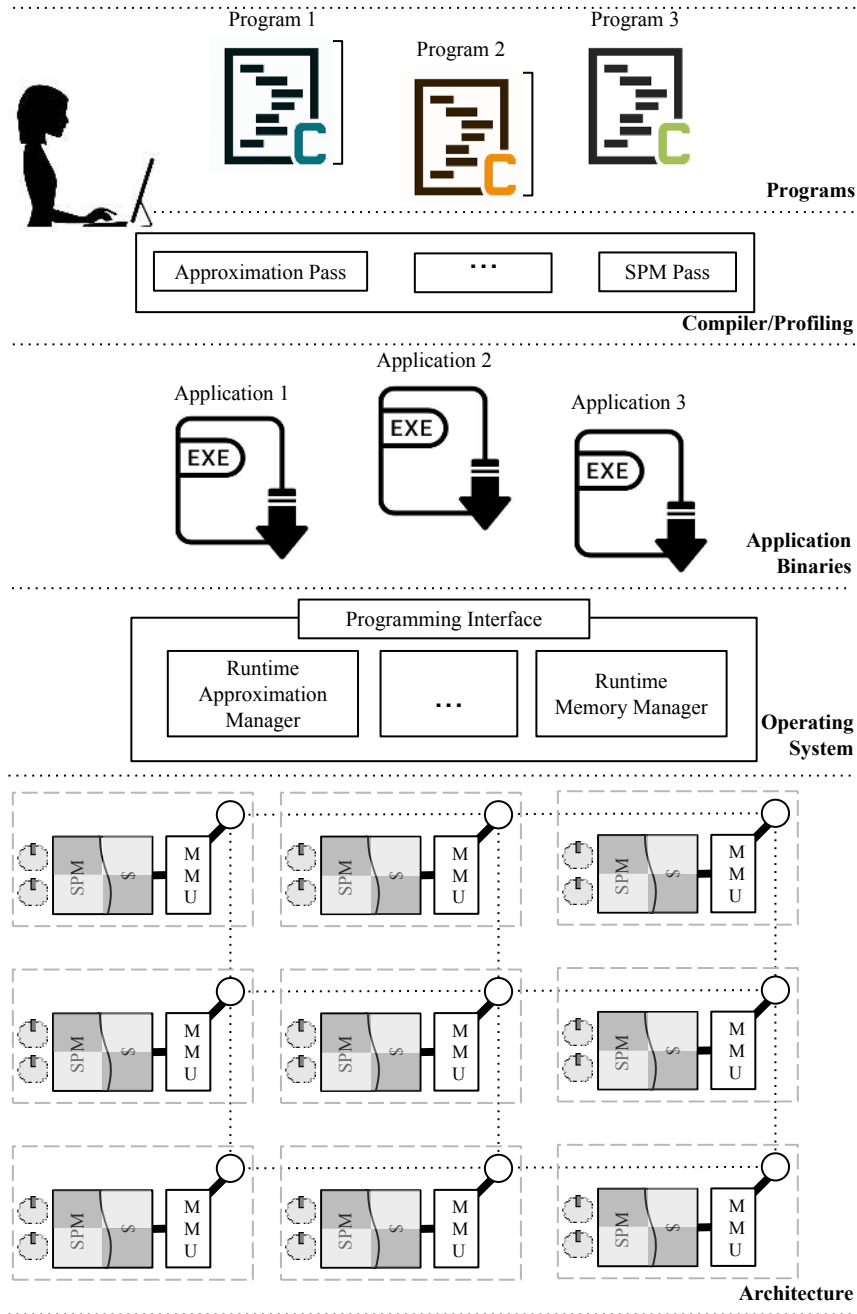 Program 1
Program 2
Program 3
C
C
C
Programs
Approximation Pass
...
SPM Pass
Compiler/Profiling
Application 1
Application 2
Application 3
EXE
EXE
EXE
Application
Binaries
Programming Interface
Runtime
Approximation
Manager
...
Runtime
Memory Manager
Operating
System
SPM
S
M
M
U
SPM
S
M
M
U
SPM
S
M
M
U
SPM
S
M
M
U
SPM
S
M
M
U
SPM
S
M
M
U
SPM
S
M
M
U
SPM
S
M
M
U
SPM
S
M
M
U
Architecture